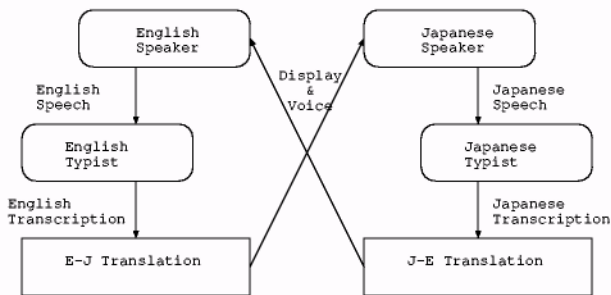 English
Speaker
Japanese
Speaker
Display
&
Voice
English
Speech
Japanese
Speech
English
Typist
Japanese
Typist
English
Transcription
Japanese
Transcription
E-J Translation
J-E Translation